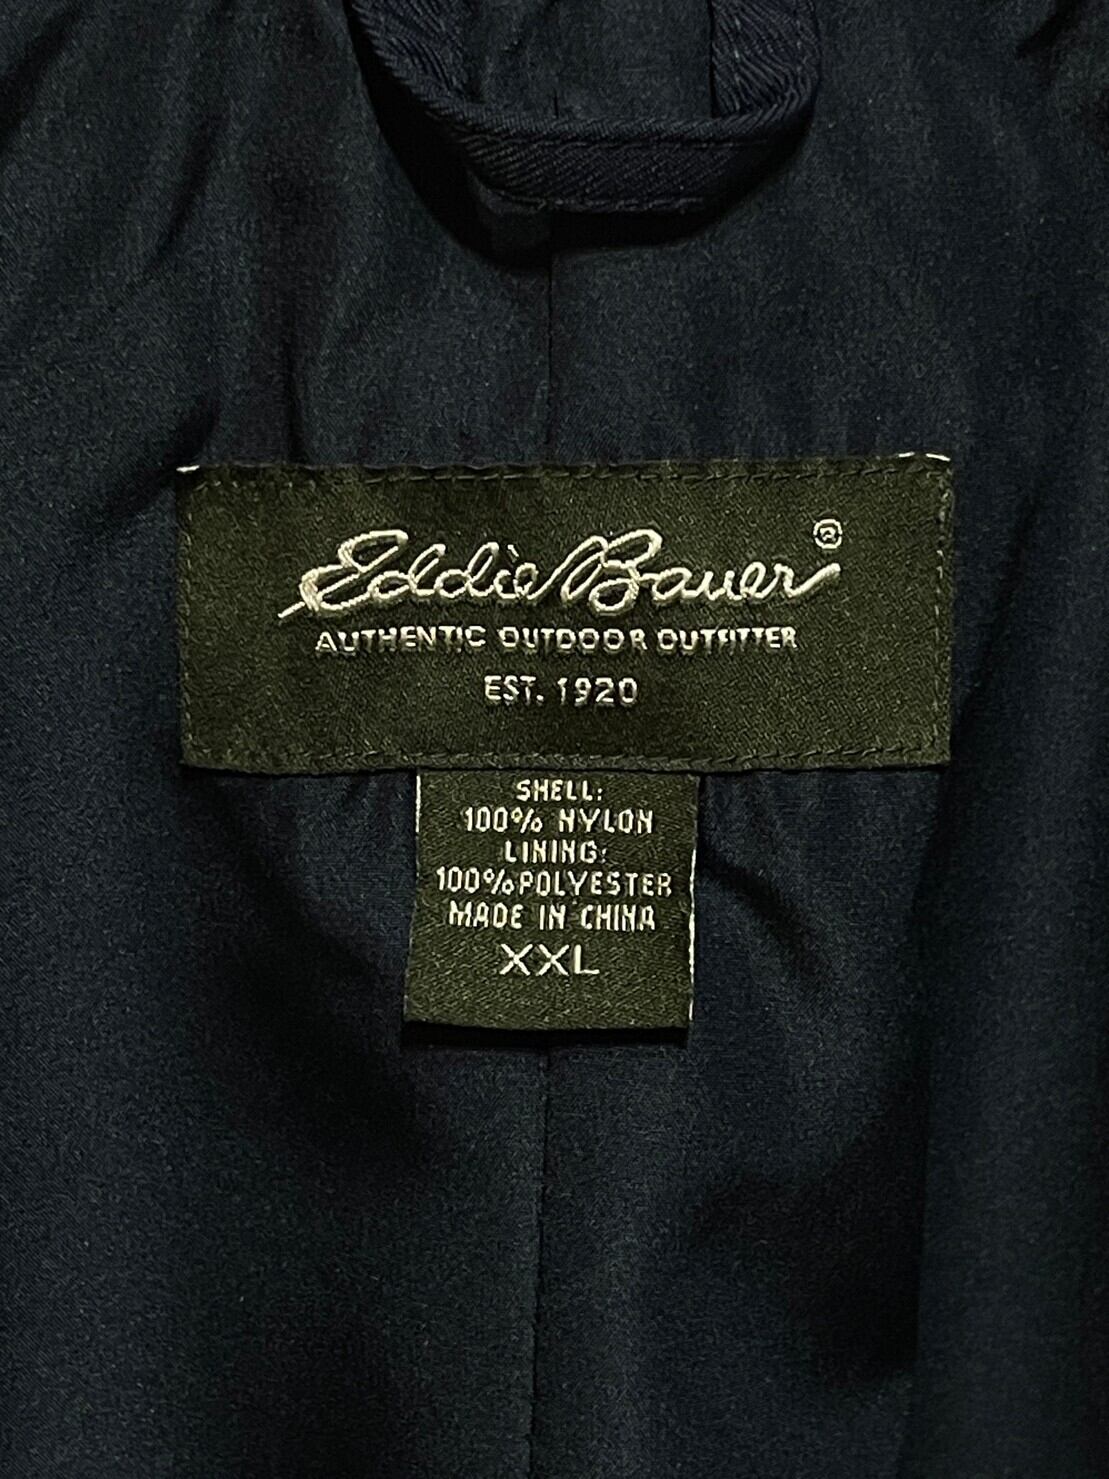 Eddie Bauer®
AUTHENTIC OUTDOOR OUTFITTER
EST. 1920
SHELL:
100% NYLON
LINING:
100% POLYESTER
MADE IN CHINA
XXL